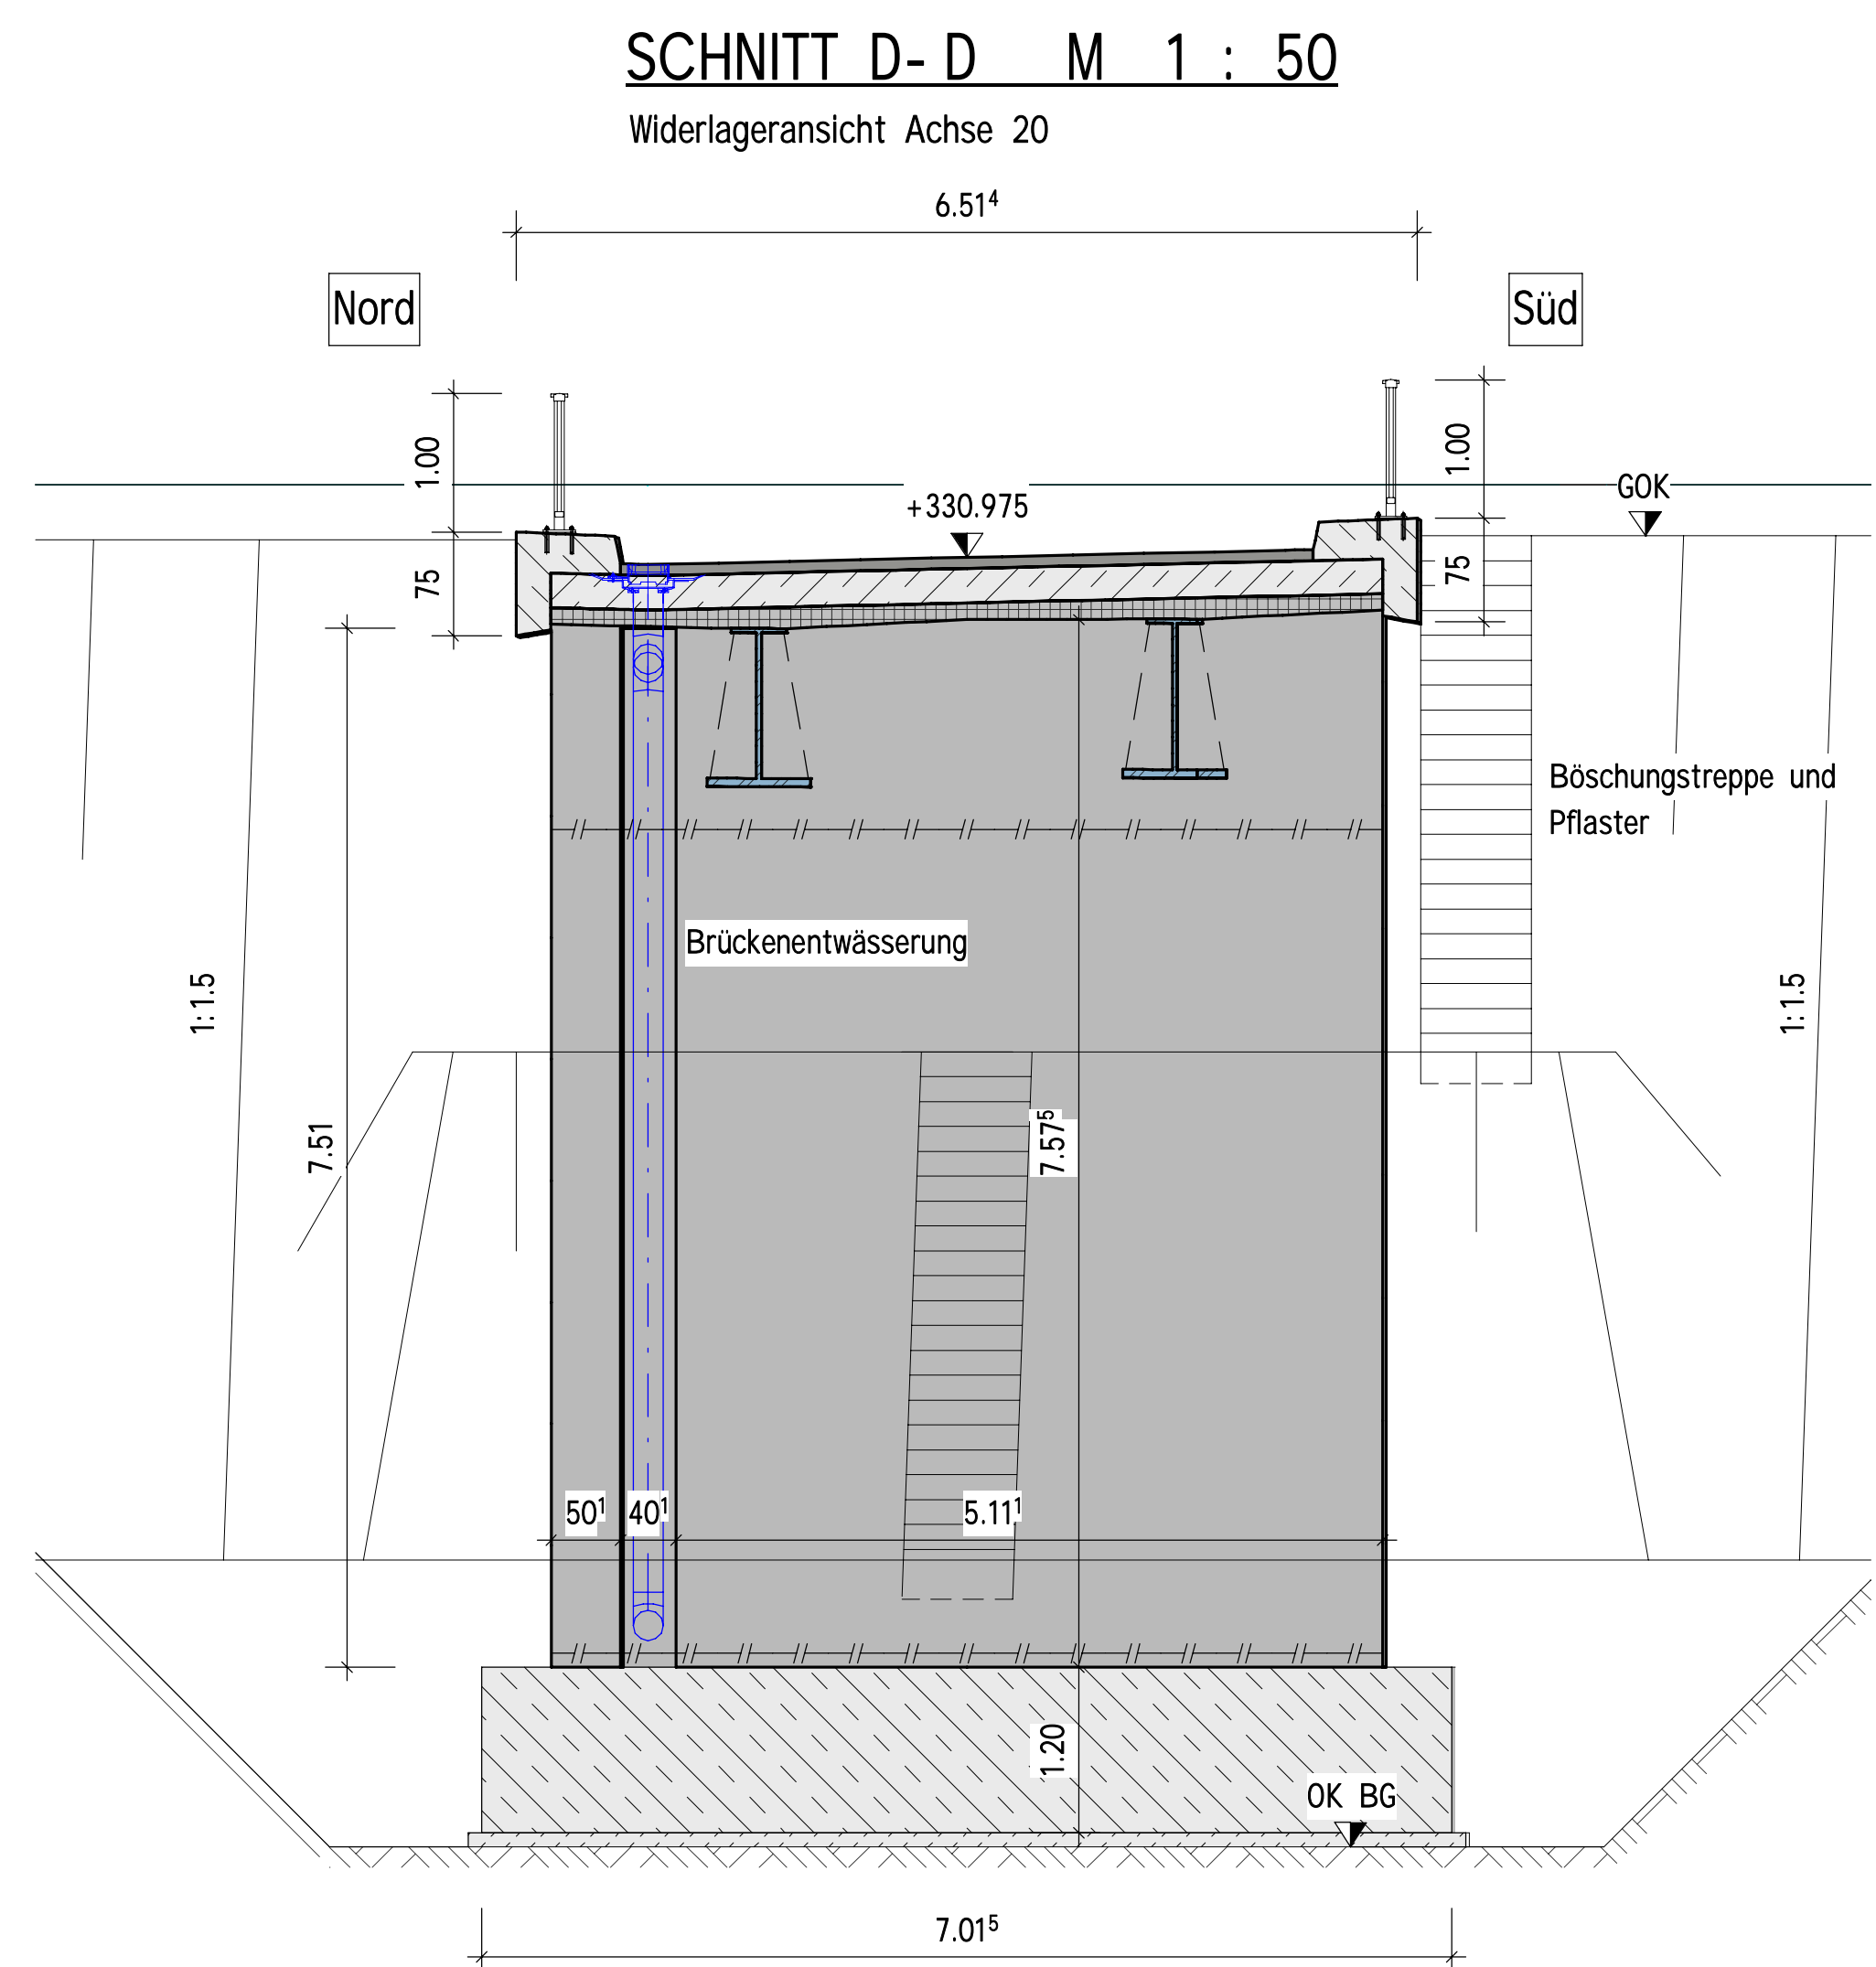 SCHNITT D-D M 1 : 50
Widerlageransicht Achse 20
6.51⁴
Nord
Süd
1.00
1.00
GOK
+330.975
75
75
Böschungstreppe und
Pflaster
Brückenentwässerung
1:1.5
1:1.5
7.51
7.57⁵
50¹
40¹
5.11¹
1.20
OK BG
7.01⁵